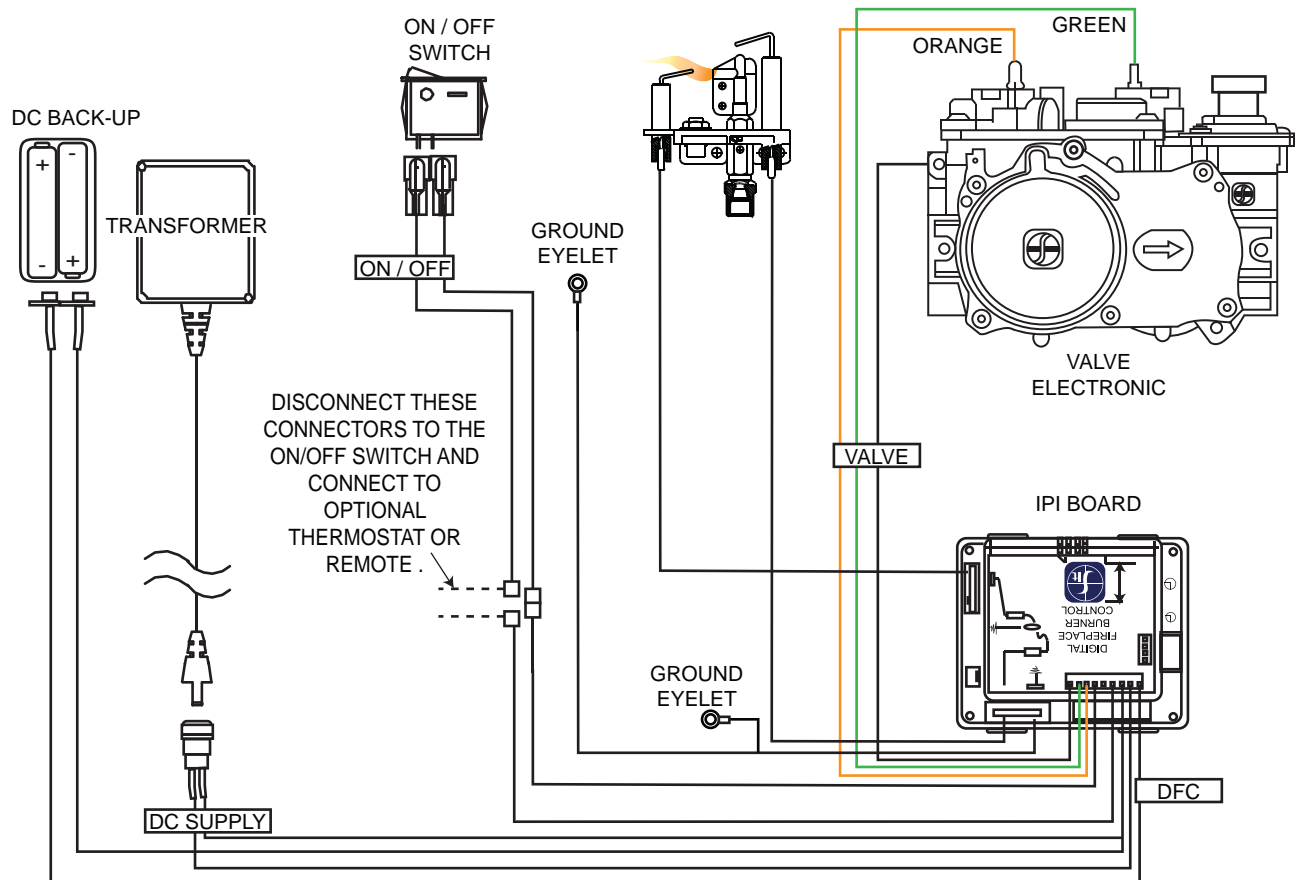 ON / OFF
SWITCH
DC BACK-UP
+
-
-
+
TRANSFORMER
ON / OFF
GROUND
EYELET
ORANGE
GREEN
VALVE
ELECTRONIC
DISCONNECT THESE
CONNECTORS TO THE
ON/OFF SWITCH AND
CONNECT TO
OPTIONAL
THERMOSTAT OR
REMOTE .
VALVE
IPI BOARD
DIGITAL
FIREPLACE
BURNER
CONTROL
GROUND
EYELET
DFC
DC SUPPLY